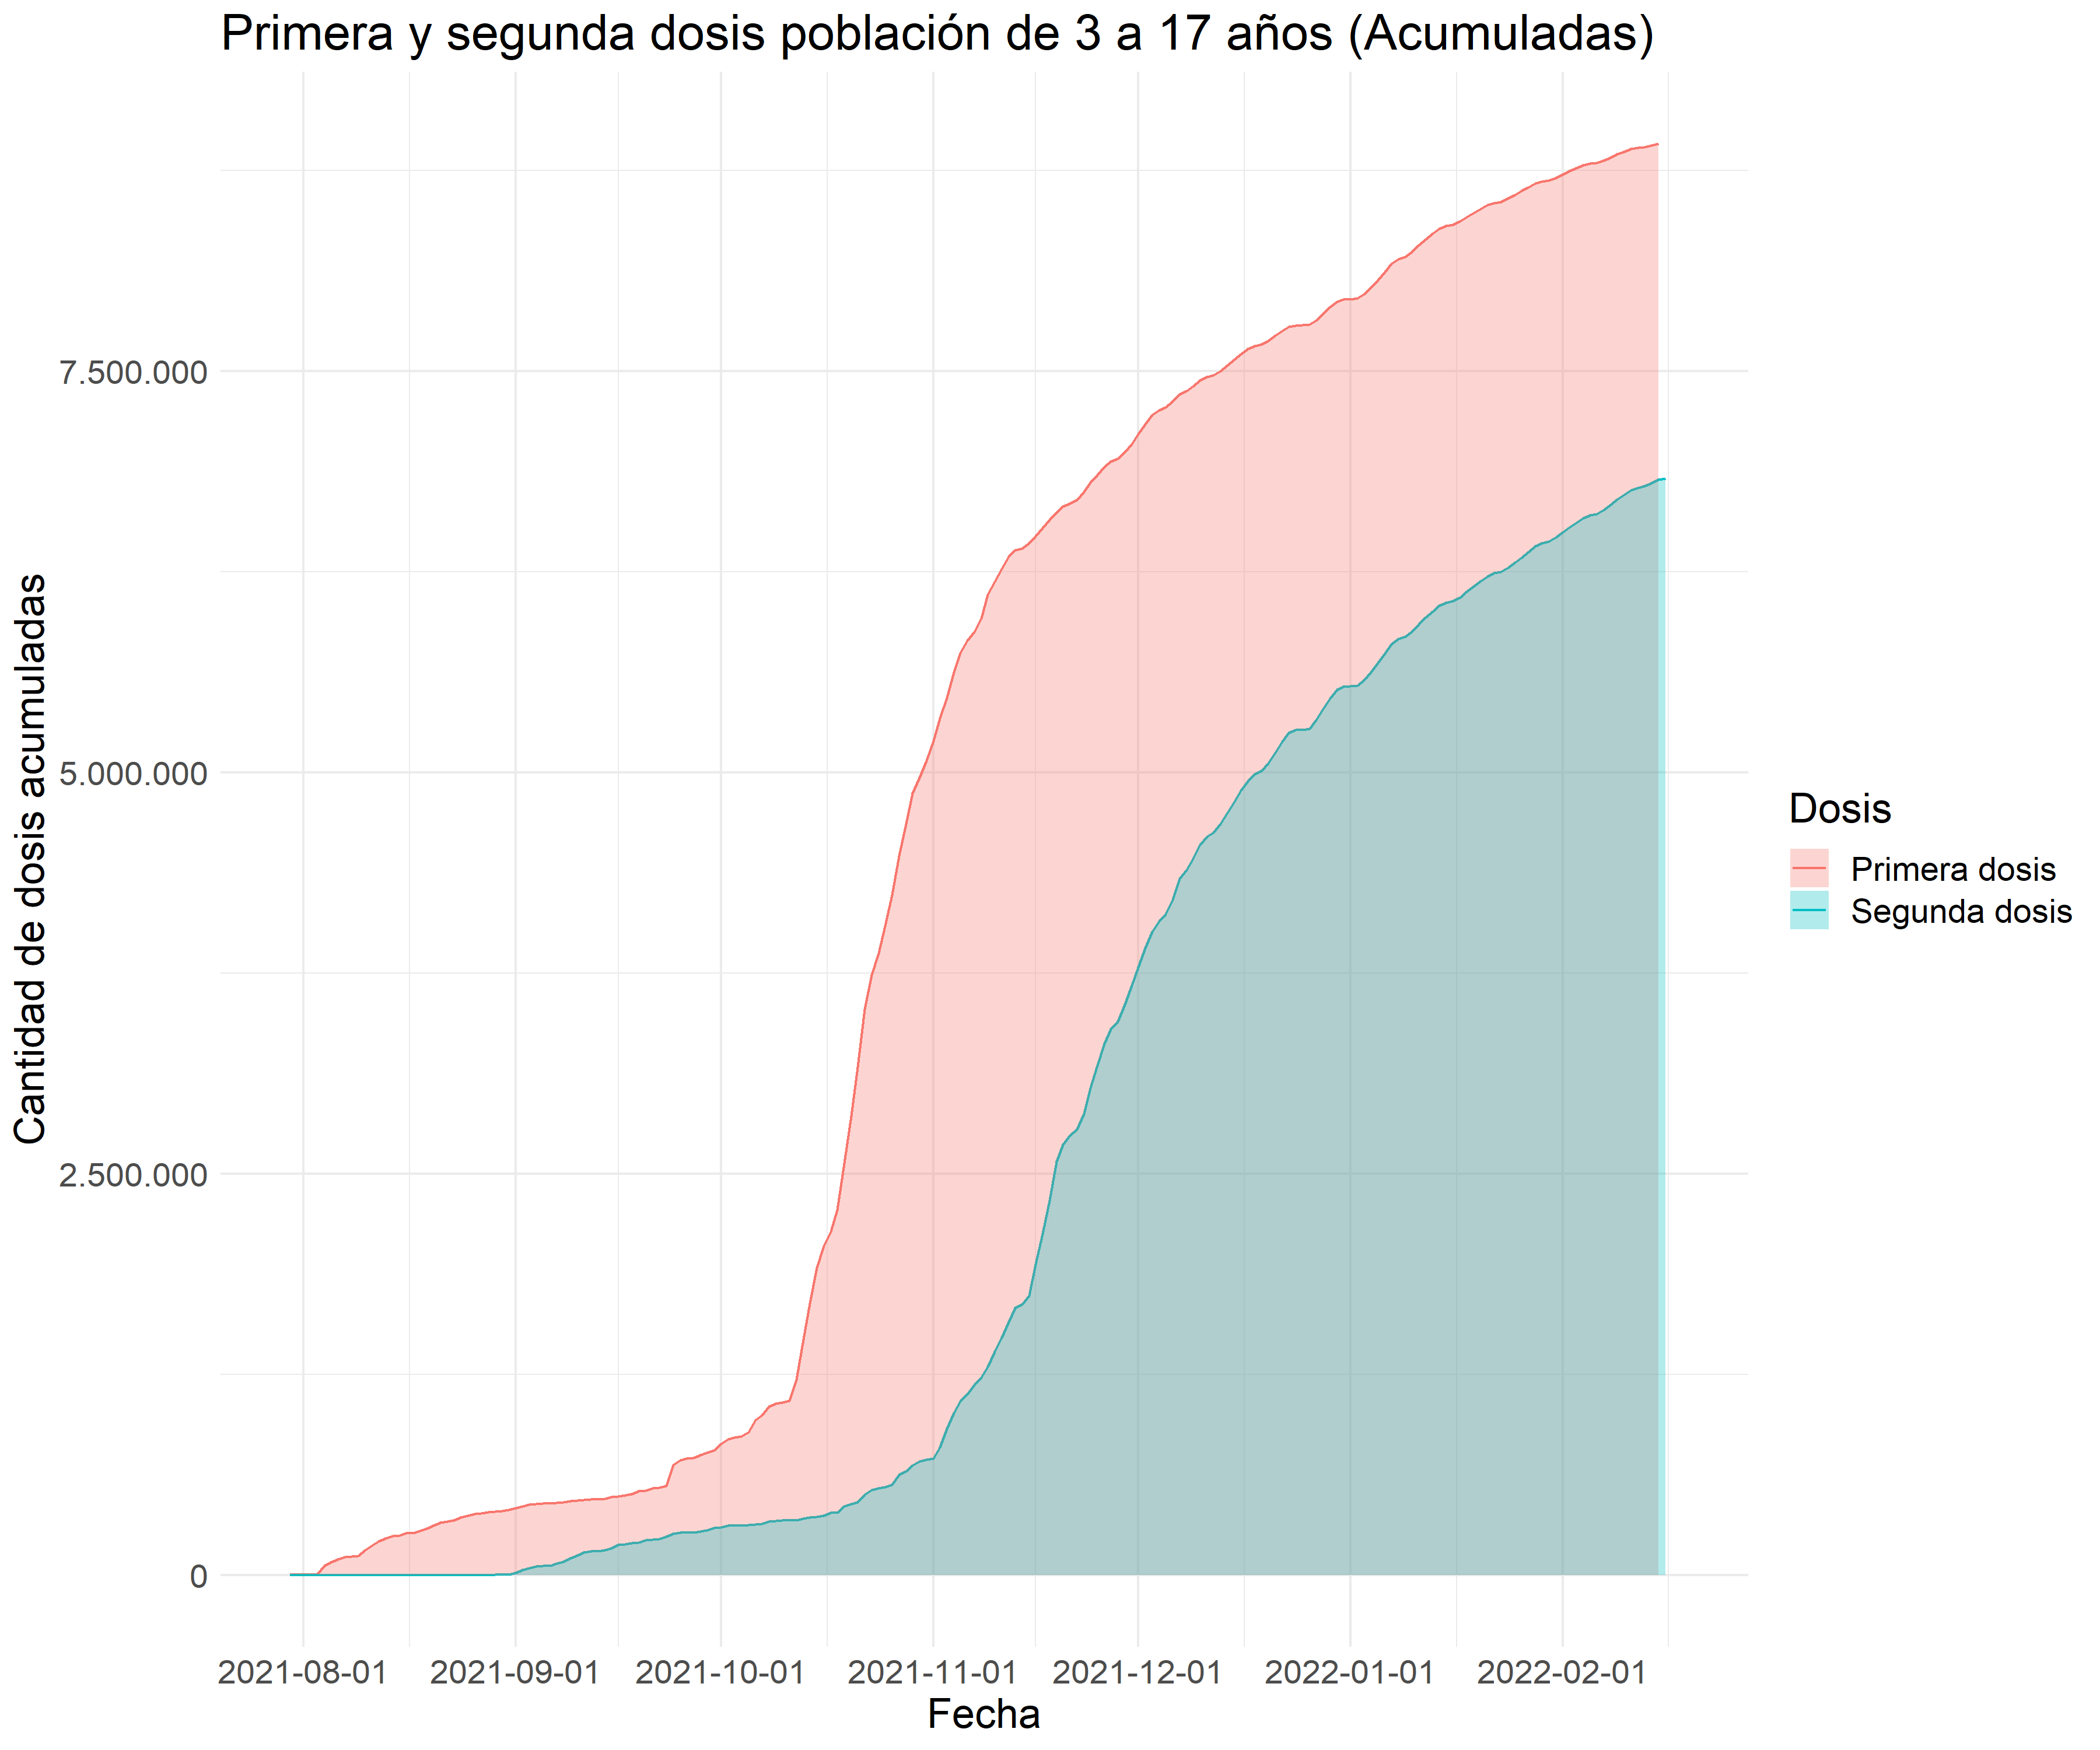 Primera y segunda dosis población de 3 a 17 años (Acumuladas)
Cantidad de dosis acumuladas
7.500.000
5.000.000
2.500.000
0
2021-08-01
2021-09-01
2021-10-01
2021-11-01
2021-12-01
2022-01-01
2022-02-01
Fecha
Dosis
Primera dosis
Segunda dosis